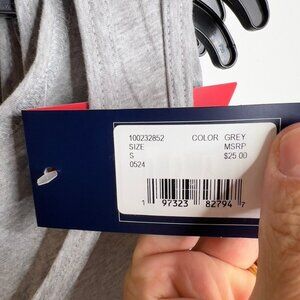 100232852 COLOR GREY
SIZE MSRP
S $25.00
0524
1 97323 82794 7